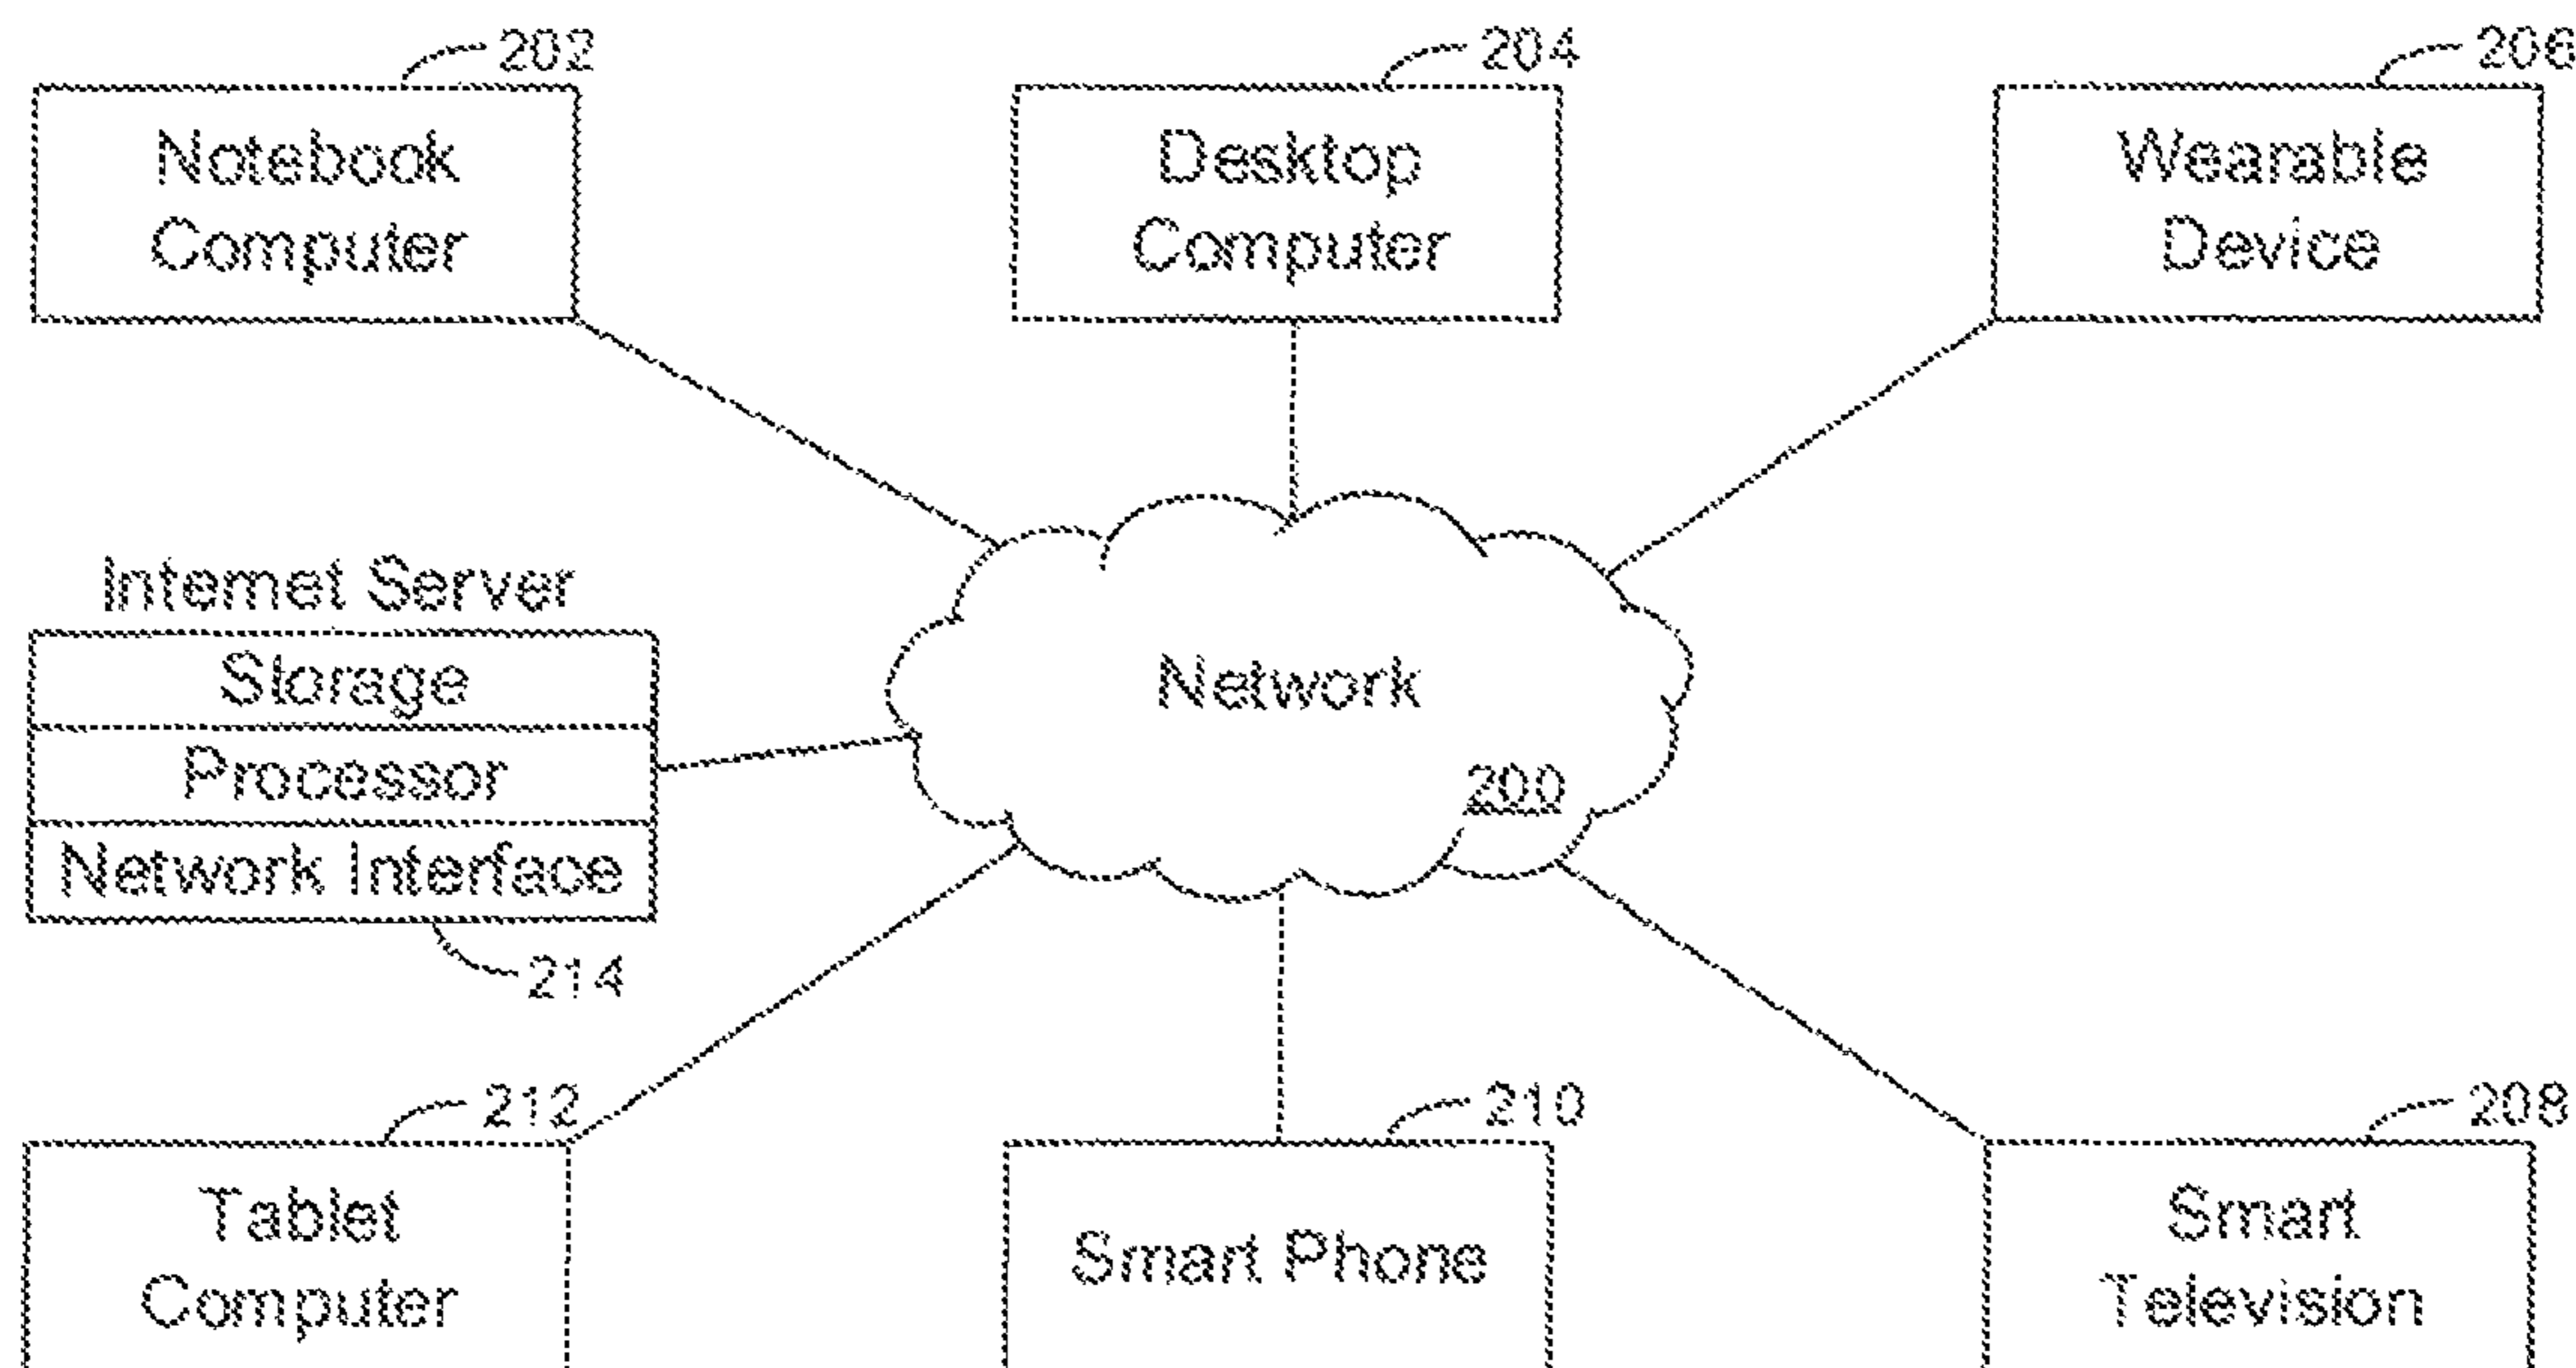 202
Notebook
Computer
204
Desktop
Computer
206
Wearable
Device
Internet Server
Storage
Processor
Network Interface
214
Network
200
212
Tablet
Computer
210
Smart Phone
208
Smart
Television